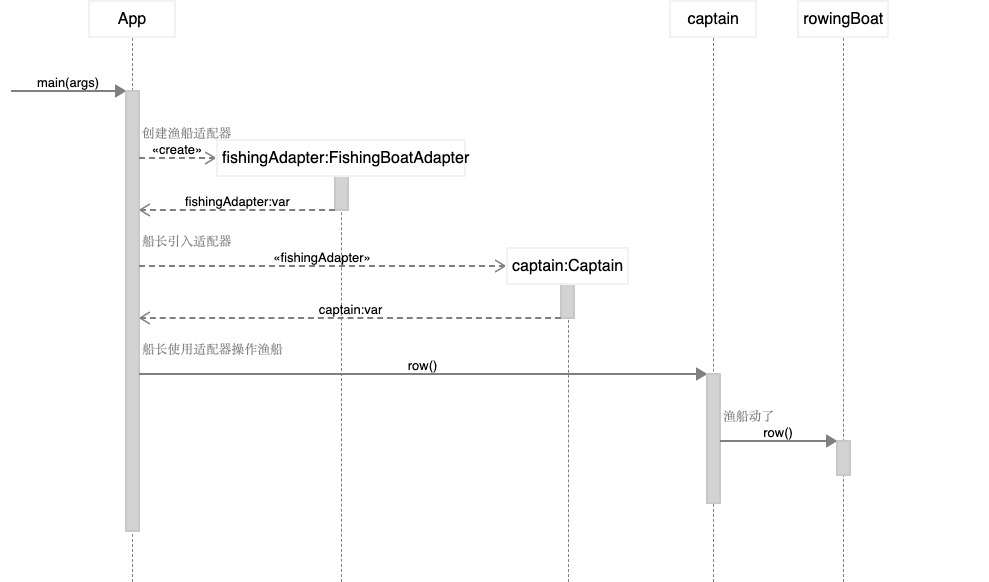 App
captain
rowingBoat
main(args)
创建渔船适配器
«create»
fishingAdapter:FishingBoatAdapter
fishingAdapter:var
船长引入适配器
«fishingAdapter»
captain:Captain
captain:var
船长使用适配器操作渔船
row()
渔船动了
row()